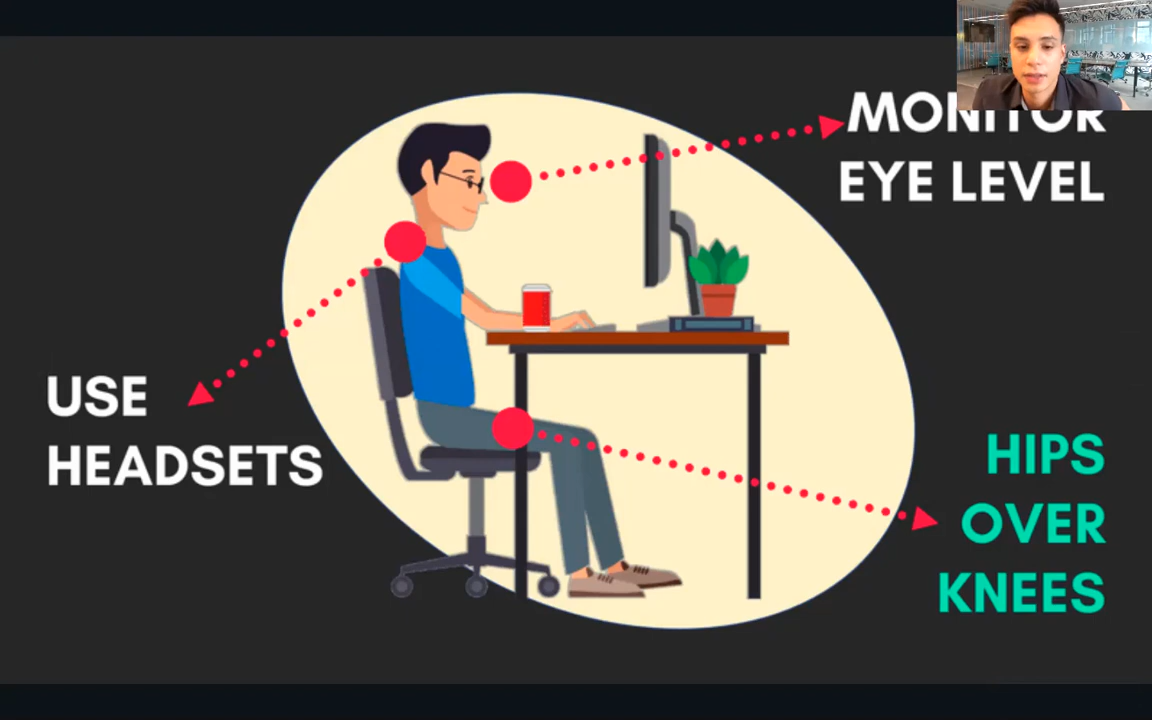 MONITOR
EYE LEVEL
USE
HEADSETS
HIPS
OVER
KNEES